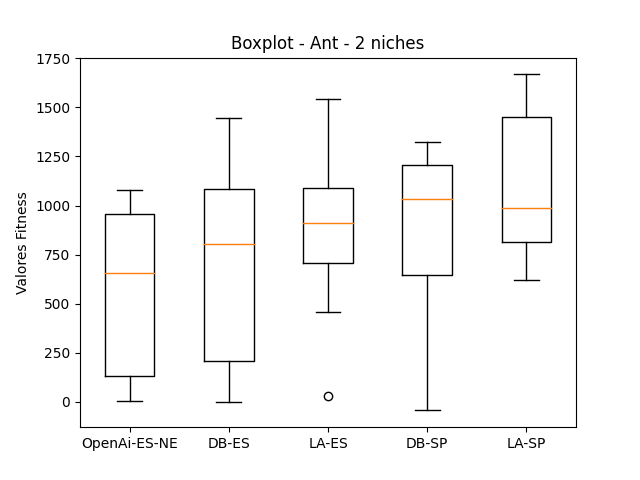 Boxplot - Ant - 2 niches
Valores Fitness
1750
1500
1250
1000
750
500
250
0
OpenAi-ES-NE DB-ES LA-ES DB-SP LA-SP